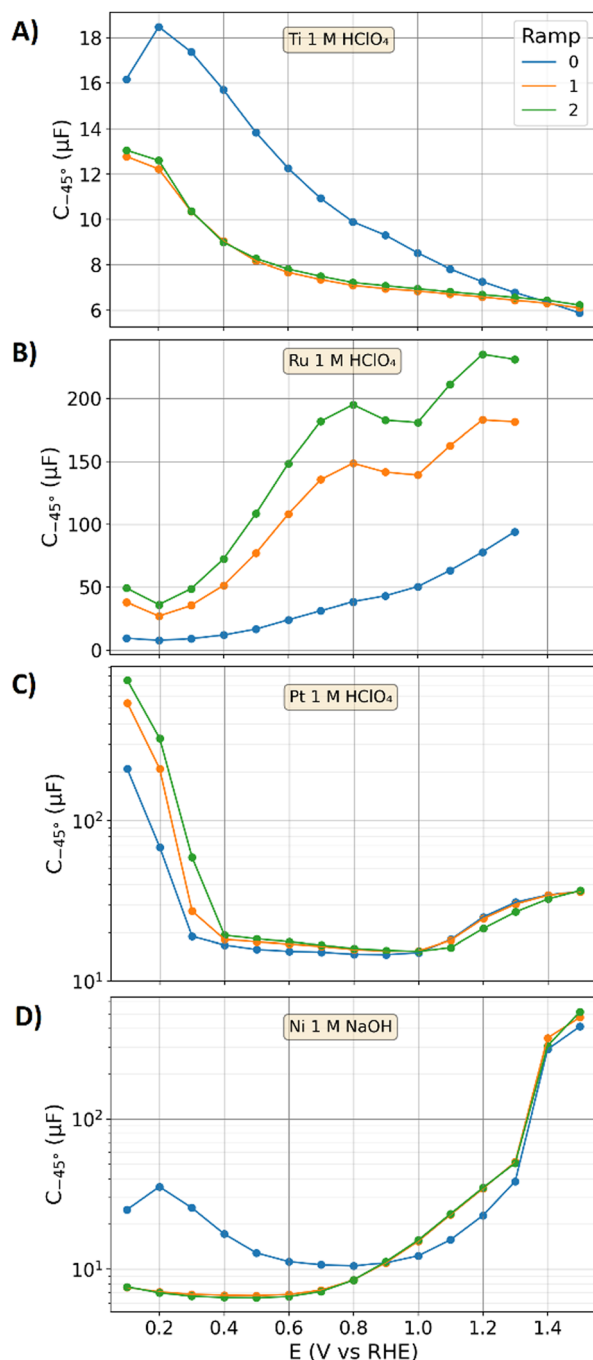 A)
Ti 1 M HClO₄
Ramp
0
1
2
18
16
14
12
10
8
6
C₋₄₅° (µF)
B)
Ru 1 M HClO₄
200
150
100
50
0
C₋₄₅° (µF)
C)
Pt 1 M HClO₄
10²
10¹
C₋₄₅° (µF)
D)
Ni 1 M NaOH
10²
10¹
C₋₄₅° (µF)
0.2 0.4 0.6 0.8 1.0 1.2 1.4
E (V vs RHE)